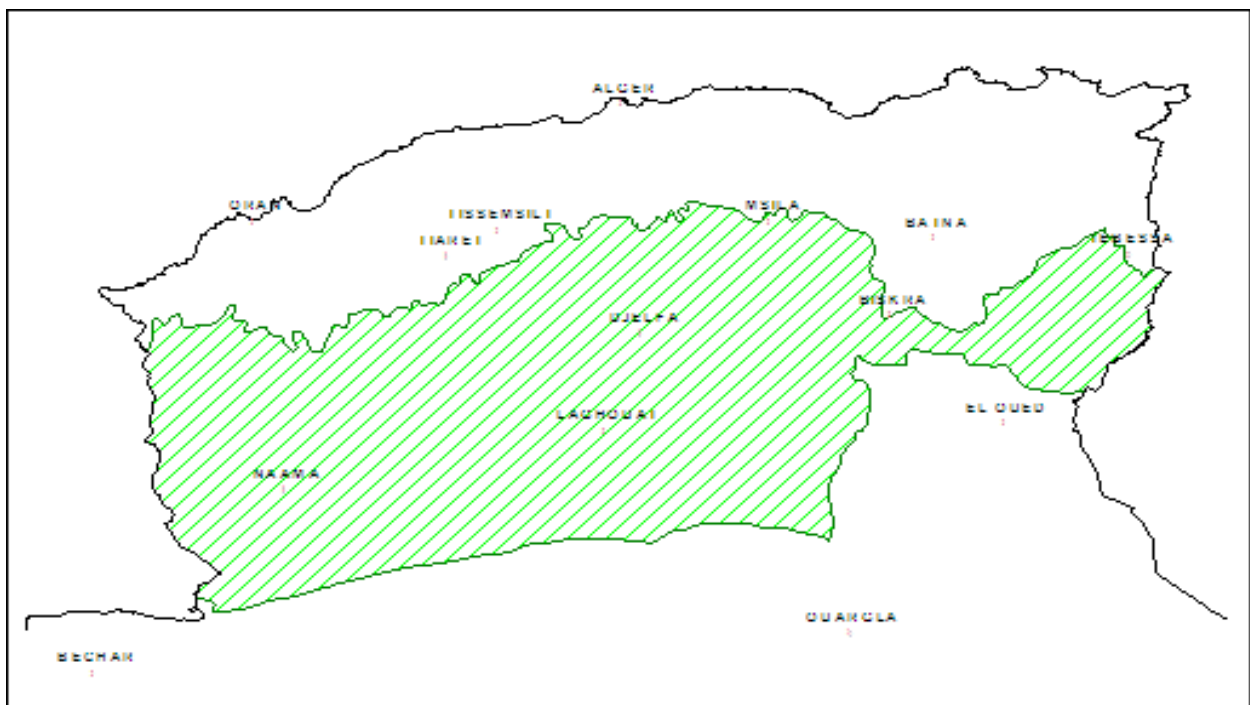 ALGER
ORAN
TISSEMSILT
MSILA
BATNA
TIARET
TEBESSA
BISKRA
DJELFA
LAGHOUAT
EL OUED
NAAMA
OUARGLA
BECHAR